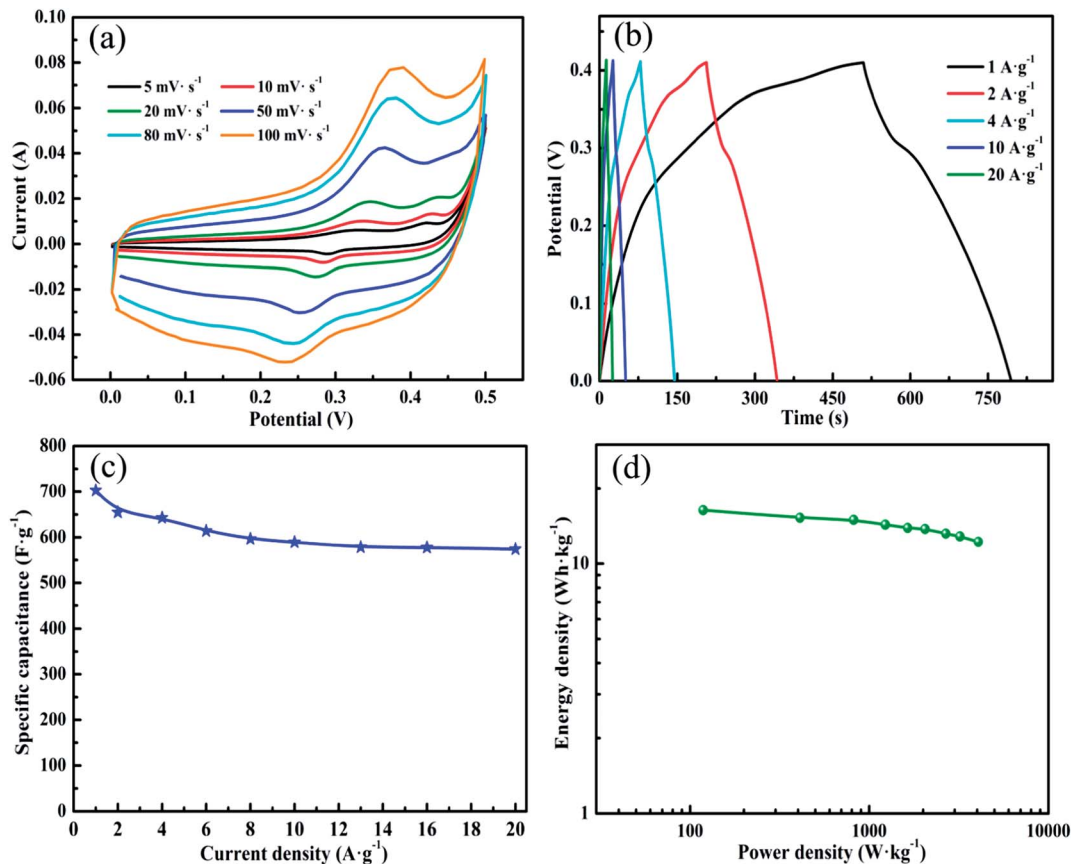 (a)
5 mV· s⁻¹ 10 mV· s⁻¹
20 mV· s⁻¹ 50 mV· s⁻¹
80 mV· s⁻¹ 100 mV· s⁻¹
Current (A)
0.10
0.08
0.06
0.04
0.02
0.00
-0.02
-0.04
-0.06
0.0 0.1 0.2 0.3 0.4 0.5
Potential (V)
(b)
1 A·g⁻¹
2 A·g⁻¹
4 A·g⁻¹
10 A·g⁻¹
20 A·g⁻¹
Potential (V)
0.4
0.3
0.2
0.1
0.0
0 150 300 450 600 750
Time (s)
(c)
Specific capacitance (F·g⁻¹)
800
700
600
500
400
300
200
100
0
0 2 4 6 8 10 12 14 16 18 20
Current density (A·g⁻¹)
(d)
Energy density (Wh·kg⁻¹)
10
1
100 1000 10000
Power density (W·kg⁻¹)